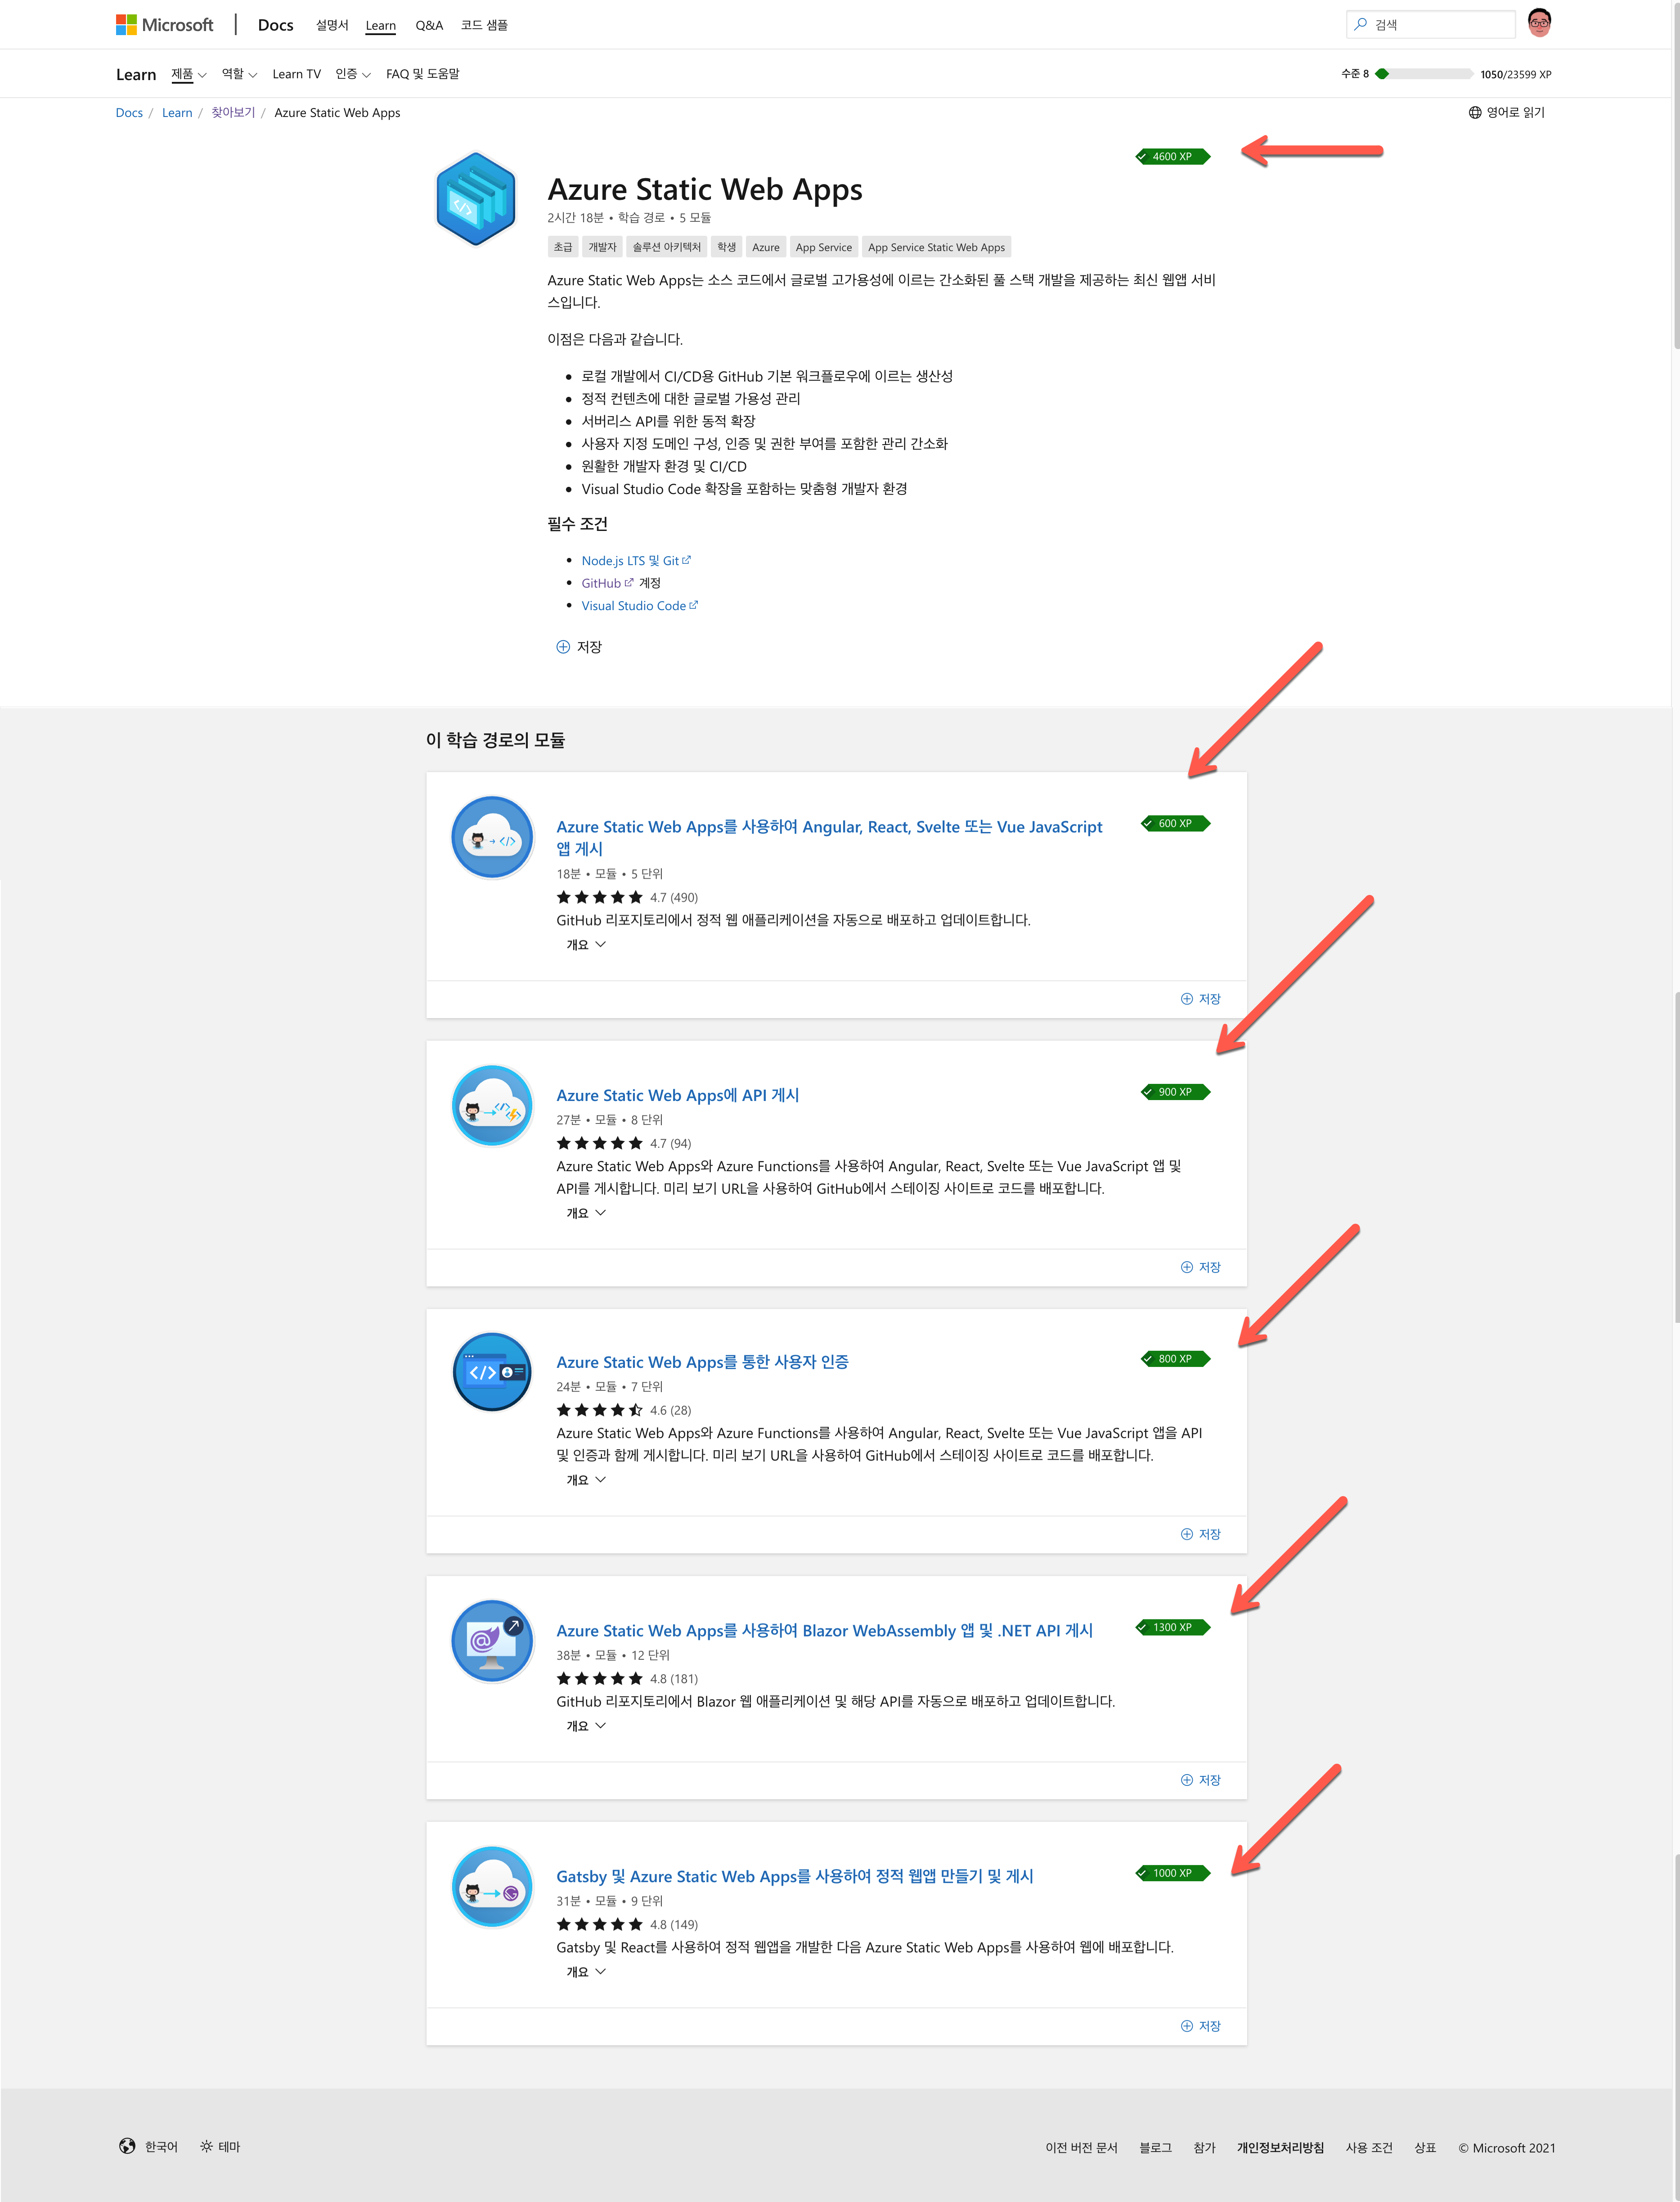 Microsoft
Docs 설명서 Learn Q&A 코드 샘플
검색
Learn 제품 역할 Learn TV 인증 FAQ 및 도움말
수준 8 1050/23599 XP
Docs / Learn / 찾아보기 / Azure Static Web Apps
영어로 읽기
4600 XP
Azure Static Web Apps
2시간 18분 • 학습 경로 • 5 모듈
초급 개발자 솔루션 아키텍처 학생 Azure App Service App Service Static Web Apps
Azure Static Web Apps는 소스 코드에서 글로벌 고가용성에 이르는 간소화된 풀 스택 개발을 제공하는 최신 웹앱 서비
스입니다.
이점은 다음과 같습니다.
• 로컬 개발에서 CI/CD용 GitHub 기본 워크플로우에 이르는 생산성
• 정적 컨텐츠에 대한 글로벌 가용성 관리
• 서버리스 API를 위한 동적 확장
• 사용자 지정 도메인 구성, 인증 및 권한 부여를 포함한 관리 간소화
• 원활한 개발자 환경 및 CI/CD
• Visual Studio Code 확장을 포함하는 맞춤형 개발자 환경
필수 조건
• Node.js LTS 및 Git
• GitHub 계정
• Visual Studio Code
저장
이 학습 경로의 모듈
Azure Static Web Apps를 사용하여 Angular, React, Svelte 또는 Vue JavaScript
앱 게시
600 XP
18분 • 모듈 • 5 단위
4.7 (490)
GitHub 리포지토리에서 정적 웹 애플리케이션을 자동으로 배포하고 업데이트합니다.
개요
저장
Azure Static Web Apps에 API 게시
900 XP
27분 • 모듈 • 8 단위
4.7 (94)
Azure Static Web Apps와 Azure Functions를 사용하여 Angular, React, Svelte 또는 Vue JavaScript 앱 및
API를 게시합니다. 미리 보기 URL을 사용하여 GitHub에서 스테이징 사이트로 코드를 배포합니다.
개요
저장
Azure Static Web Apps를 통한 사용자 인증
800 XP
24분 • 모듈 • 7 단위
4.6 (28)
Azure Static Web Apps와 Azure Functions를 사용하여 Angular, React, Svelte 또는 Vue JavaScript 앱을 API
및 인증과 함께 게시합니다. 미리 보기 URL을 사용하여 GitHub에서 스테이징 사이트로 코드를 배포합니다.
개요
저장
Azure Static Web Apps를 사용하여 Blazor WebAssembly 앱 및 .NET API 게시
1300 XP
38분 • 모듈 • 12 단위
4.8 (181)
GitHub 리포지토리에서 Blazor 웹 애플리케이션 및 해당 API를 자동으로 배포하고 업데이트합니다.
개요
저장
Gatsby 및 Azure Static Web Apps를 사용하여 정적 웹앱 만들기 및 게시
1000 XP
31분 • 모듈 • 9 단위
4.8 (149)
Gatsby 및 React를 사용하여 정적 웹앱을 개발한 다음 Azure Static Web Apps를 사용하여 웹에 배포합니다.
개요
저장
한국어 테마
이전 버전 문서 블로그 참가 개인정보처리방침 사용 조건 상표 © Microsoft 2021